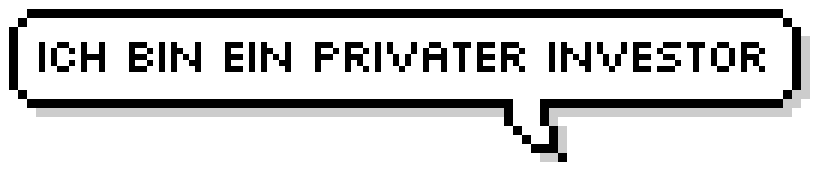 ICH BIN EIN PRIVATER INVESTOR